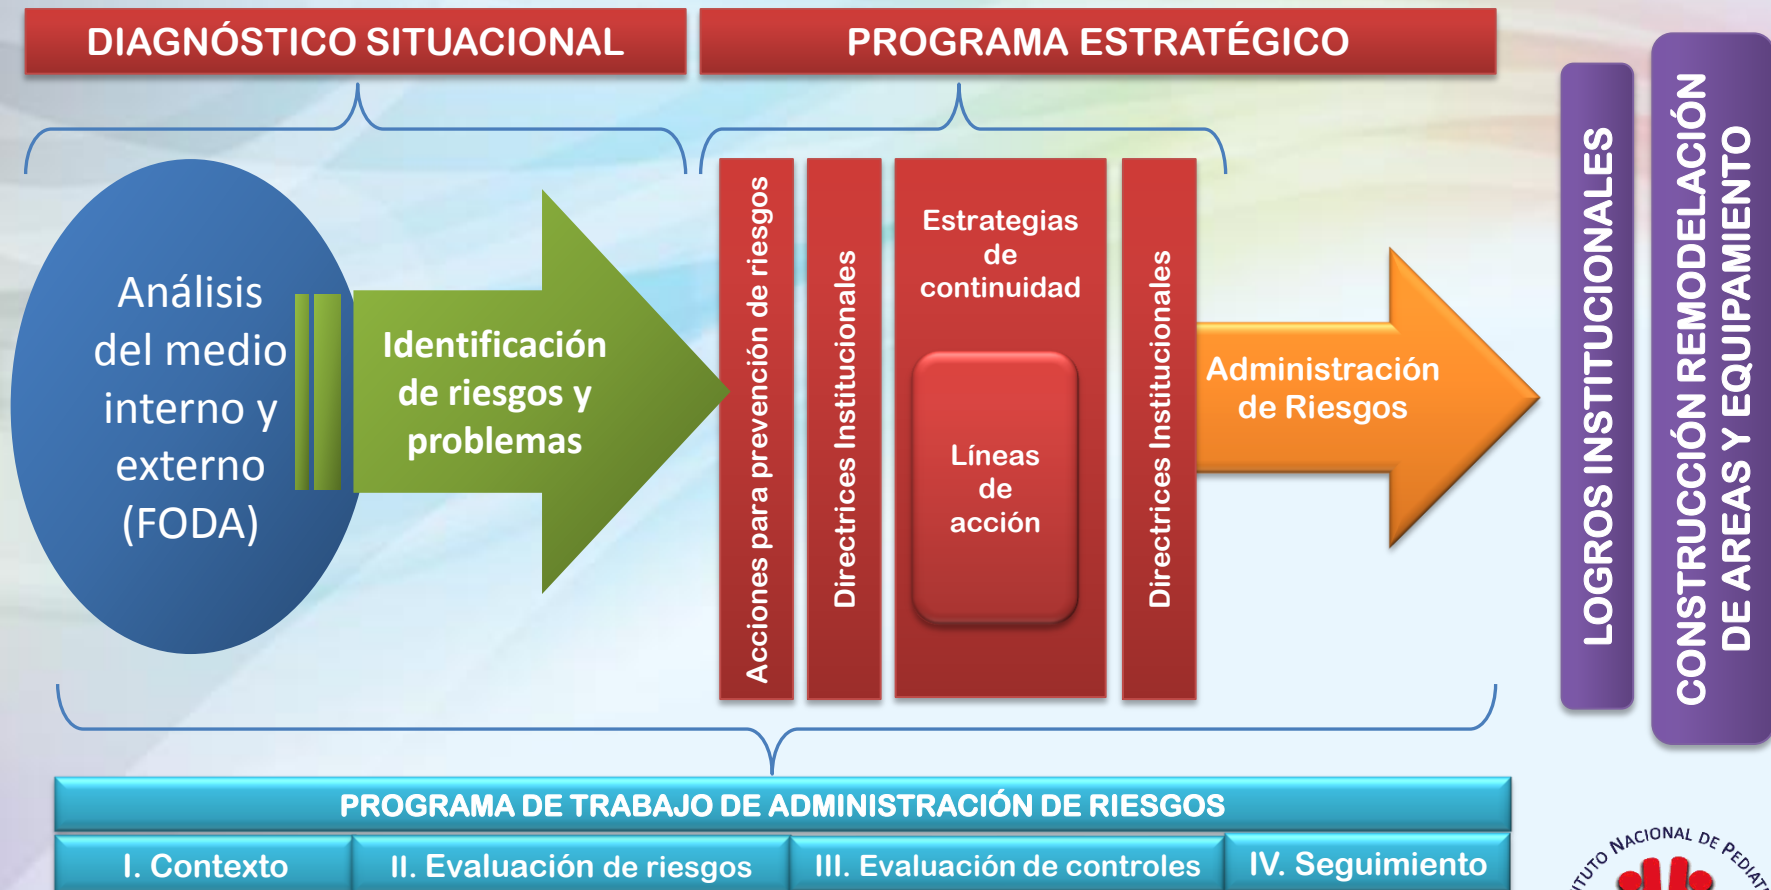 DIAGNÓSTICO SITUACIONAL
PROGRAMA ESTRATÉGICO
Análisis
del medio
interno y
externo
(FODA)
Identificación
de riesgos y
problemas
Acciones para prevención de riesgos
Directrices Institucionales
Estrategias
de
continuidad
Líneas
de
acción
Directrices Institucionales
Administración
de Riesgos
LOGROS INSTITUCIONALES
CONSTRUCCIÓN REMODELACIÓN
DE AREAS Y EQUIPAMIENTO
PROGRAMA DE TRABAJO DE ADMINISTRACIÓN DE RIESGOS
I. Contexto
II. Evaluación de riesgos
III. Evaluación de controles
IV. Seguimiento
NACIONAL DE